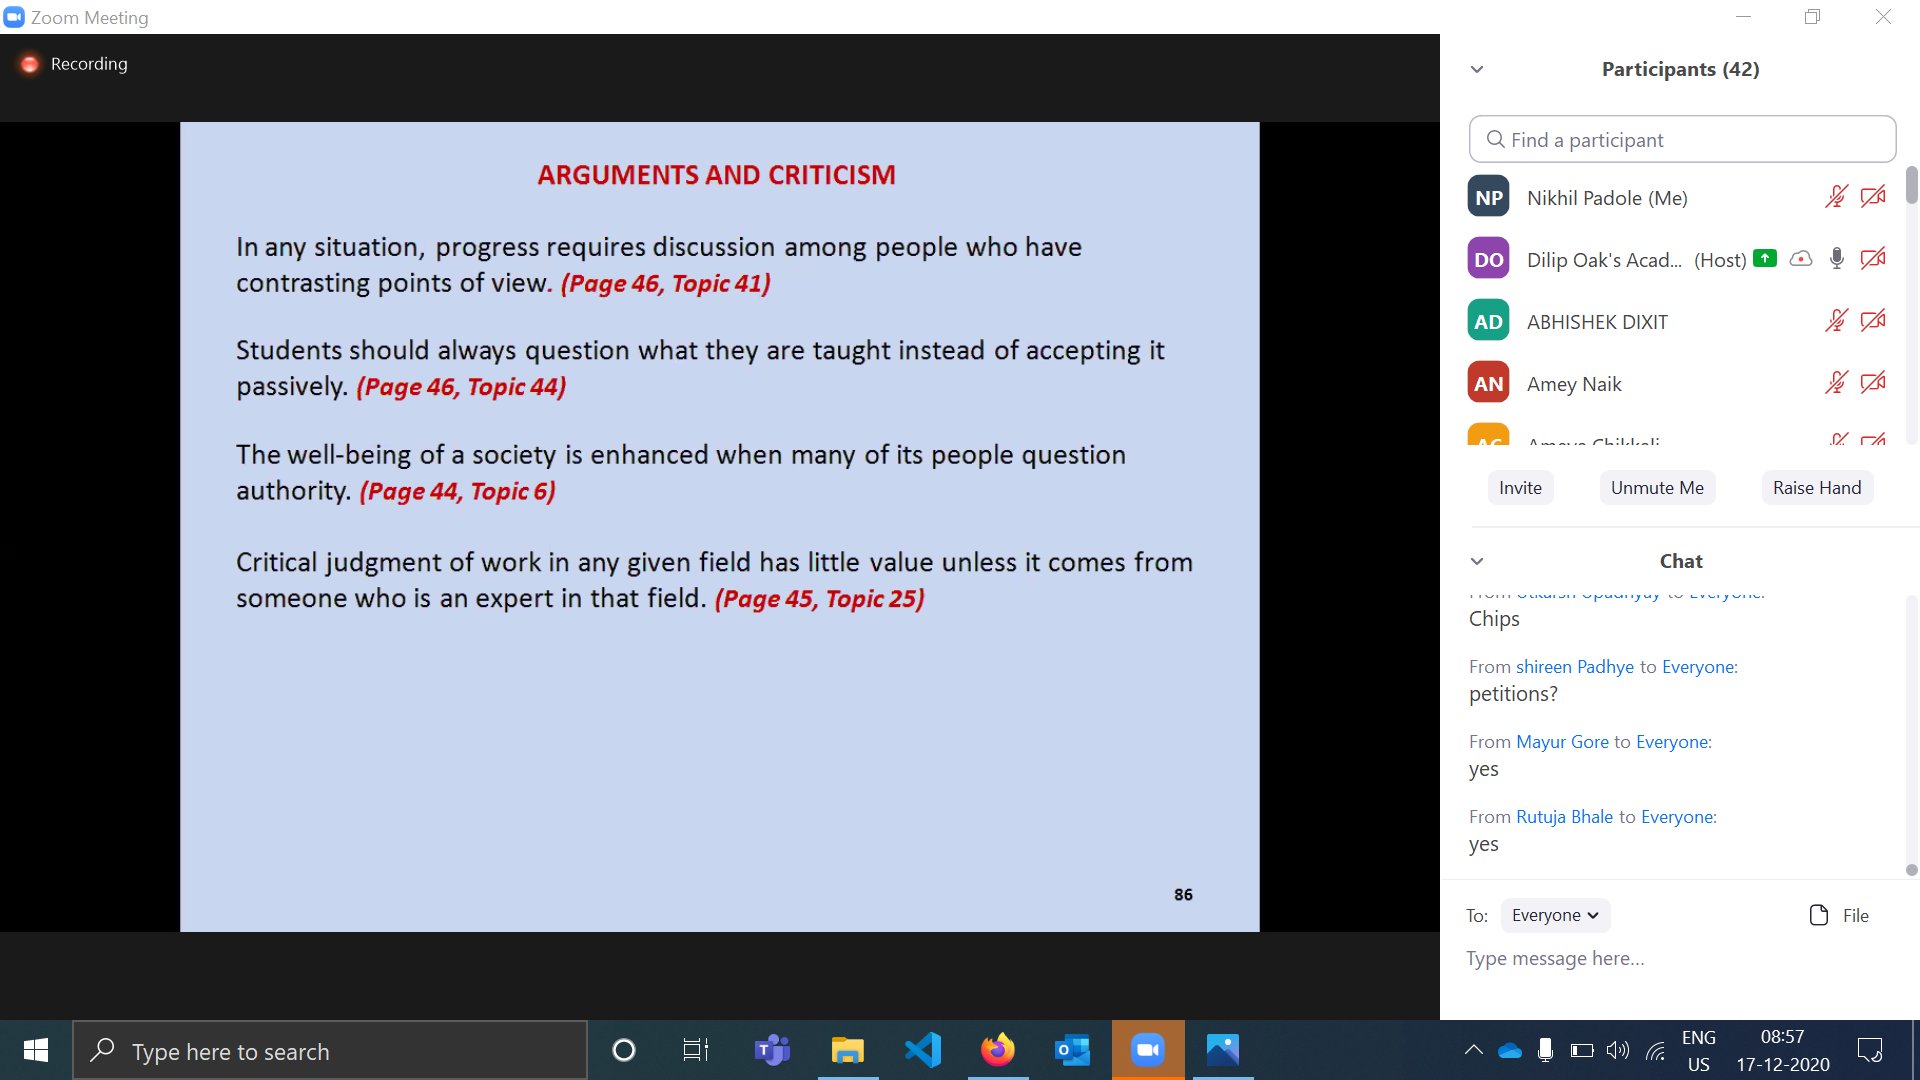 Zoom Meeting
Recording
ARGUMENTS AND CRITICISM
In any situation, progress requires discussion among people who have
contrasting points of view. (Page 46, Topic 41)
Students should always question what they are taught instead of accepting it
passively. (Page 46, Topic 44)
The well-being of a society is enhanced when many of its people question
authority. (Page 44, Topic 6)
Critical judgment of work in any given field has little value unless it comes from
someone who is an expert in that field. (Page 45, Topic 25)
86
Participants (42)
Find a participant
NP Nikhil Padole (Me)
DO Dilip Oak's Acad... (Host)
AD ABHISHEK DIXIT
AN Amey Naik
Invite Unmute Me Raise Hand
Chat
Chips
From shireen Padhye to Everyone:
petitions?
From Mayur Gore to Everyone:
yes
From Rutuja Bhale to Everyone:
yes
To: Everyone File
Type message here...
Type here to search
ENG
US
08:57
17-12-2020